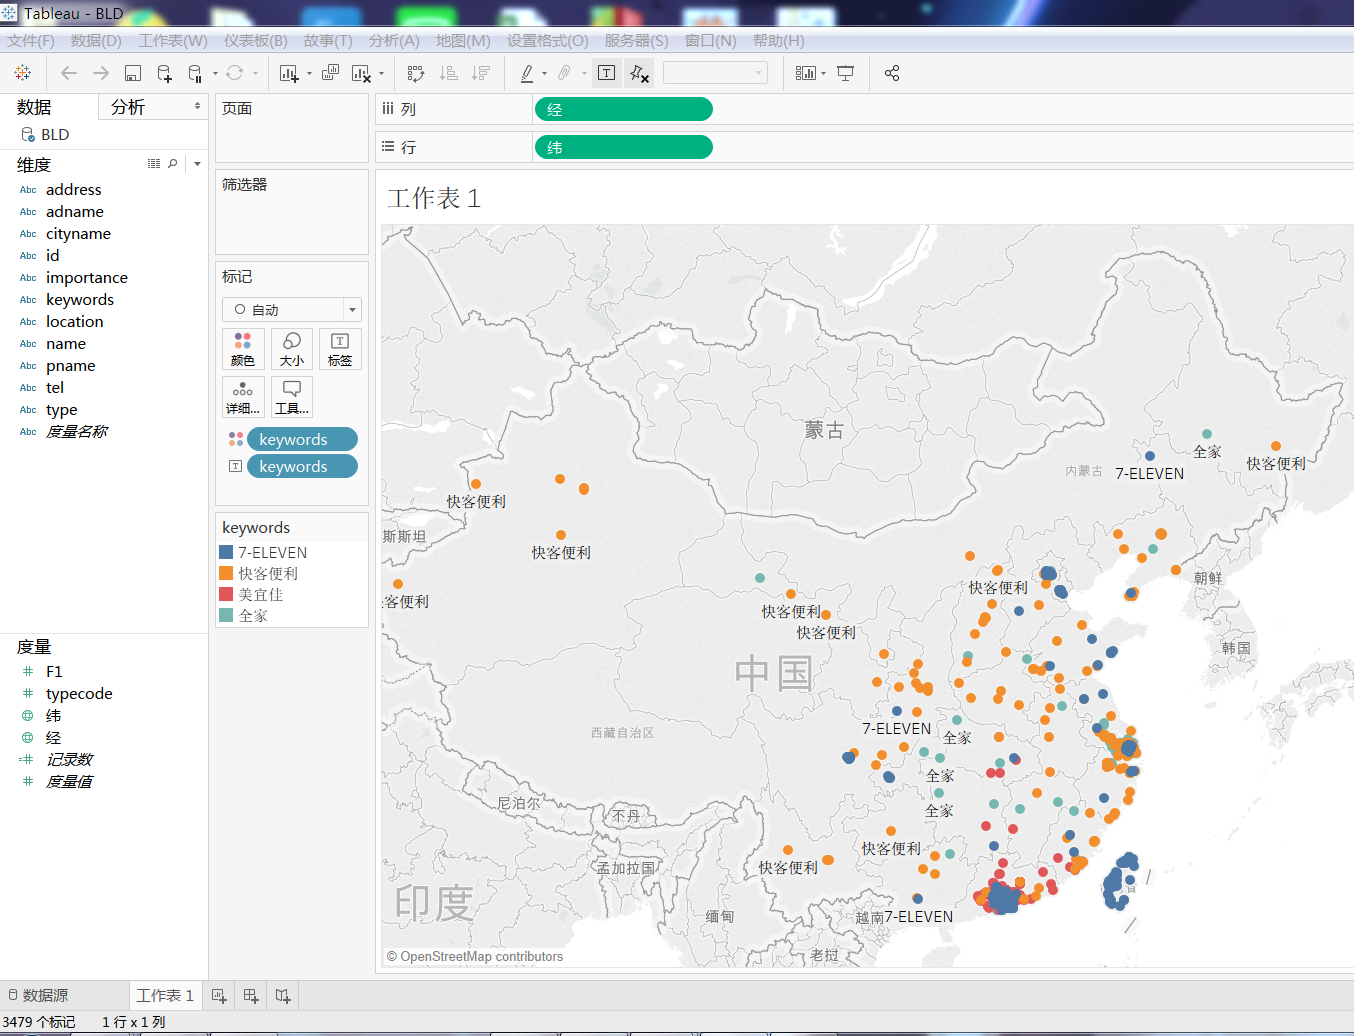 Tableau - BLD
文件(F) 数据(D) 工作表(W) 仪表板(B) 故事(T) 分析(A) 地图(M) 设置格式(O) 服务器(S) 窗口(N) 帮助(H)
数据 分析
BLD
维度
Abc address
Abc adname
Abc cityname
Abc id
Abc importance
Abc keywords
Abc location
Abc name
Abc pname
Abc tel
Abc type
Abc 度量名称
度量
F1
typecode
纬
经
记录数
度量值
页面
筛选器
标记
自动
颜色 大小 标签
详细... 工具...
keywords
keywords
keywords
7-ELEVEN
快客便利
美宜佳
全家
列 经
行 纬
工作表 1
蒙古
内蒙古
7-ELEVEN
全家
快客便利
快客便利
斯斯坦
快客便利
客便利
快客便利
朝鲜
快客便利
快客便利
韩国
中国
7-ELEVEN
全家
西藏自治区
全家
尼泊尔
不丹
全家
孟加拉国
快客便利
快客便利
印度
缅甸
越南
7-ELEVEN
老挝
© OpenStreetMap contributors
数据源 工作表 1
3479 个标记 1 行 x 1 列